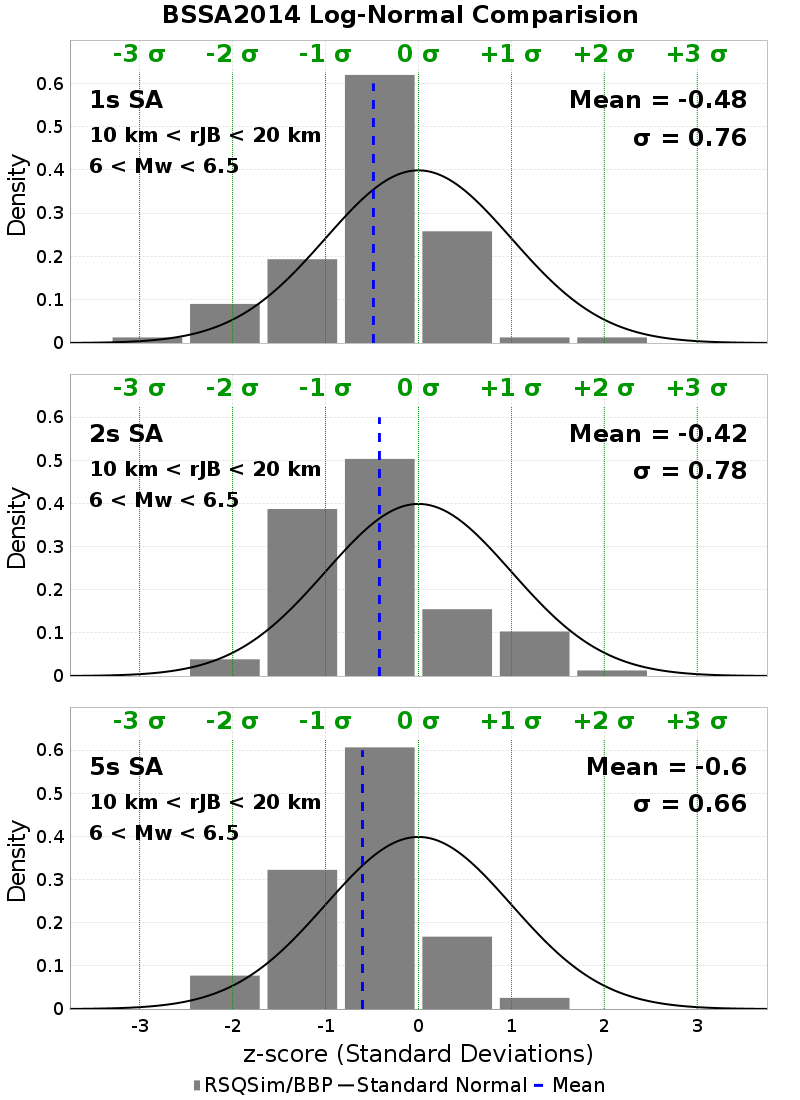 BSSA2014 Log-Normal Comparision
-3 σ -2 σ -1 σ 0 σ +1 σ +2 σ +3 σ
1s SA
10 km < rJB < 20 km
6 < Mw < 6.5
Mean = -0.48
σ = 0.76
Density
0.6
0.5
0.4
0.3
0.2
0.1
0
-3 σ -2 σ -1 σ 0 σ +1 σ +2 σ +3 σ
2s SA
10 km < rJB < 20 km
6 < Mw < 6.5
Mean = -0.42
σ = 0.78
Density
0.6
0.5
0.4
0.3
0.2
0.1
0
-3 σ -2 σ -1 σ 0 σ +1 σ +2 σ +3 σ
5s SA
10 km < rJB < 20 km
6 < Mw < 6.5
Mean = -0.6
σ = 0.66
Density
0.6
0.5
0.4
0.3
0.2
0.1
0
-3 -2 -1 0 1 2 3
z-score (Standard Deviations)
RSQSim/BBP Standard Normal Mean